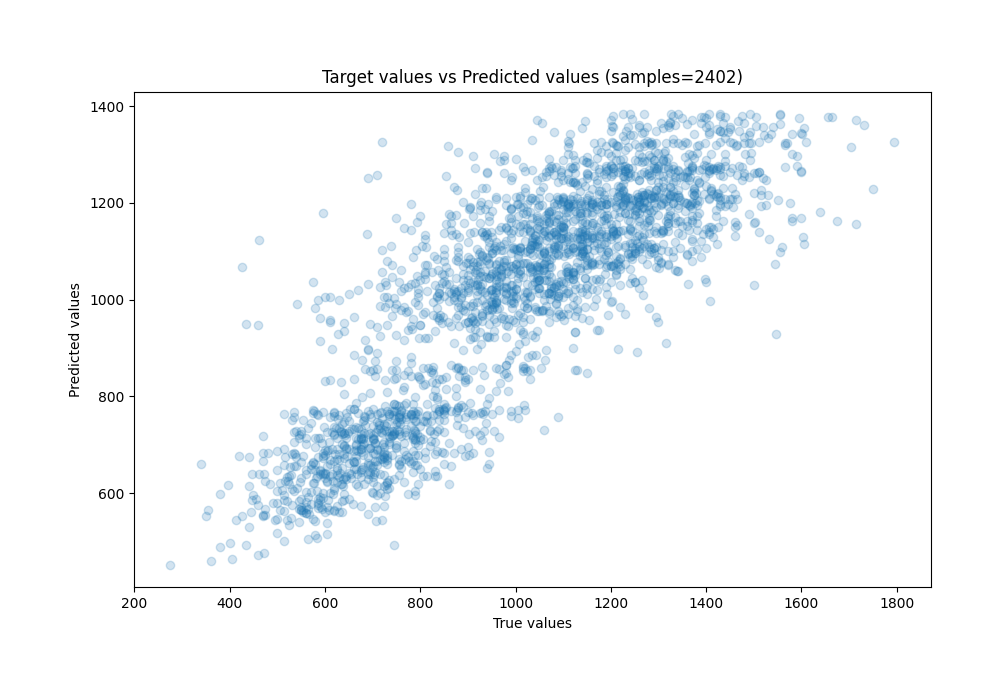 Target values vs Predicted values (samples=2402)
1400
1200
1000
800
600
Predicted values
200 400 600 800 1000 1200 1400 1600 1800
True values